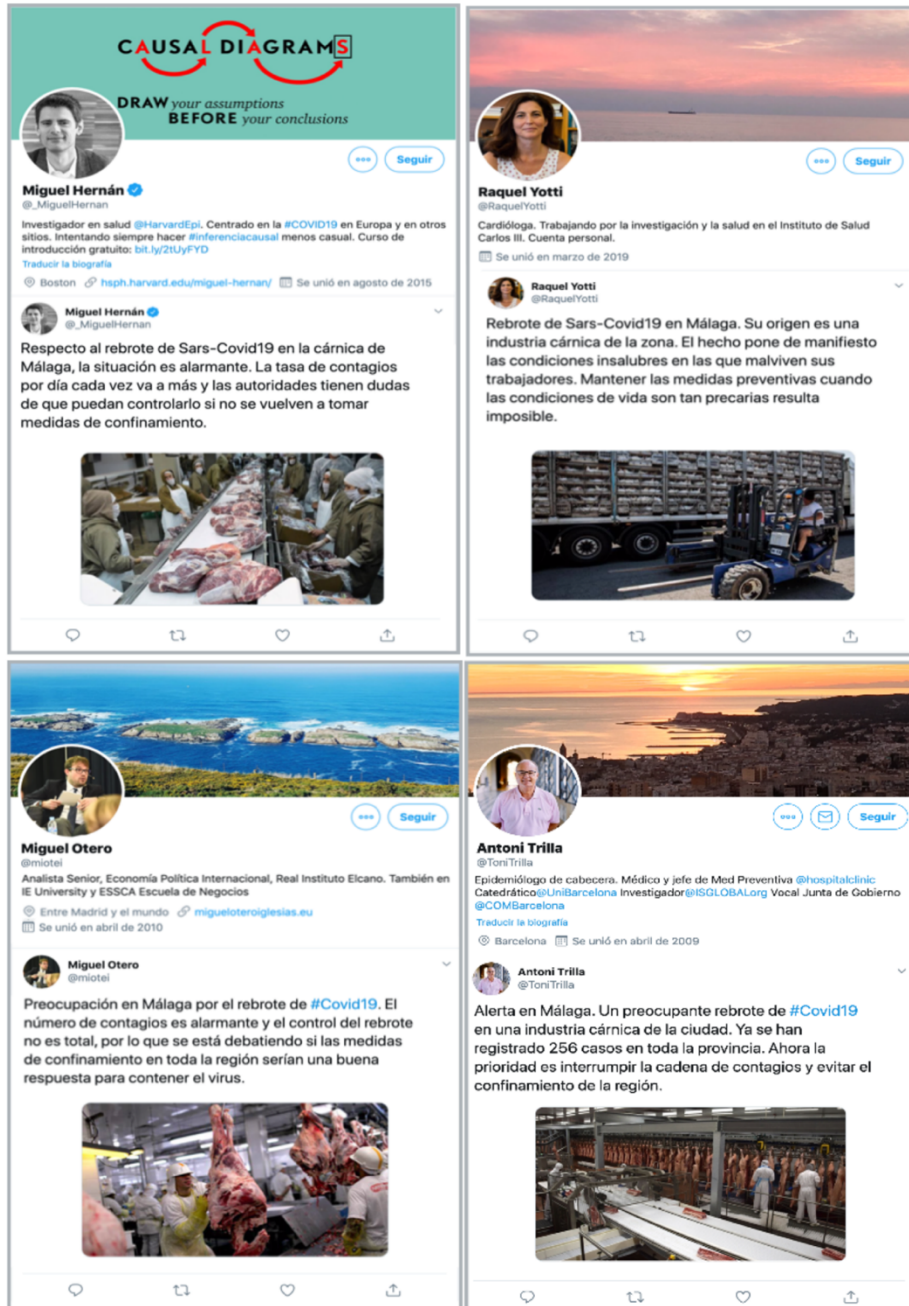 CAUSAL DIAGRAMS
DRAW your assumptions
BEFORE your conclusions
Seguir
Miguel Hernán
@_MiguelHernan
Investigador en salud @HarvardEpi. Centrado en la #COVID19 en Europa y en otros
sitios. Intentando siempre hacer #inferenciacausal menos casual. Curso de
introducción gratuito: bit.ly/2tUyFYD
Traducir la biografía
Boston hsph.harvard.edu/miguel-hernan/ Se unió en agosto de 2015
Miguel Hernán
@_MiguelHernan
Respecto al rebrote de Sars-Covid19 en la cárnica de
Málaga, la situación es alarmante. La tasa de contagios
por día cada vez va a más y las autoridades tienen dudas
de que puedan controlarlo si no se vuelven a tomar
medidas de confinamiento.
Seguir
Raquel Yotti
@RaquelYotti
Cardióloga. Trabajando por la investigación y la salud en el Instituto de Salud
Carlos III. Cuenta personal.
Se unió en marzo de 2019
Raquel Yotti
@RaquelYotti
Rebrote de Sars-Covid19 en Málaga. Su origen es una
industria cárnica de la zona. El hecho pone de manifiesto
las condiciones insalubres en las que malviven sus
trabajadores. Mantener las medidas preventivas cuando
las condiciones de vida son tan precarias resulta
imposible.
Seguir
Miguel Otero
@miotei
Analista Senior, Economía Política Internacional, Real Instituto Elcano. También en
IE University y ESSCA Escuela de Negocios
Entre Madrid y el mundo migueloteroiglesias.eu
Se unió en abril de 2010
Miguel Otero
@miotei
Preocupación en Málaga por el rebrote de #Covid19. El
número de contagios es alarmante y el control del rebrote
no es total, por lo que se está debatiendo si las medidas
de confinamiento en toda la región serían una buena
respuesta para contener el virus.
Seguir
Antoni Trilla
@ToniTrilla
Epidemiólogo de cabecera. Médico y jefe de Med Preventiva @hospitalclinic
Catedrático@UniBarcelona Investigador@ISGLOBALorg Vocal Junta de Gobierno
@COMBarcelona
Traducir la biografía
Barcelona Se unió en abril de 2009
Antoni Trilla
@ToniTrilla
Alerta en Málaga. Un preocupante rebrote de #Covid19
en una industria cárnica de la ciudad. Ya se han
registrado 256 casos en toda la provincia. Ahora la
prioridad es interrumpir la cadena de contagios y evitar el
confinamiento de la región.